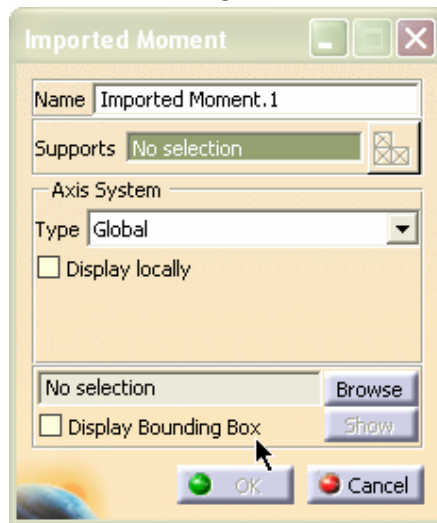 Imported Moment
Name Imported Moment.1
Supports No selection
Axis System
Type Global
Display locally
No selection Browse
Display Bounding Box Show
OK Cancel